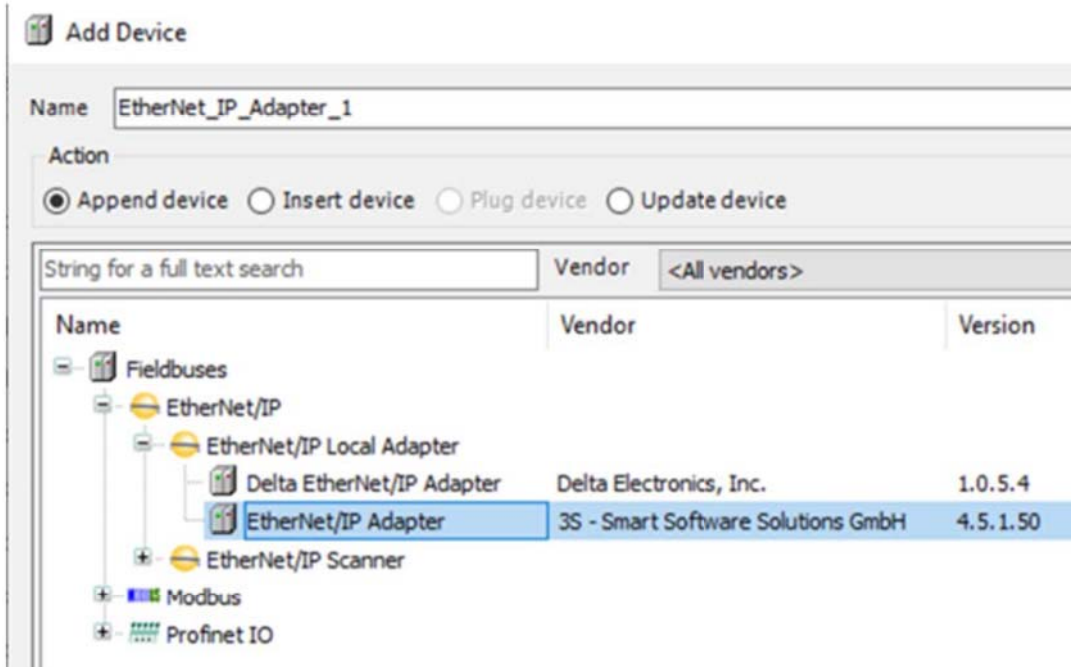 Add Device
Name EtherNet_IP_Adapter_1
Action
Append device Insert device Plug device Update device
String for a full text search Vendor <All vendors>
Name Vendor Version
Fieldbuses
EtherNet/IP
EtherNet/IP Local Adapter
Delta EtherNet/IP Adapter Delta Electronics, Inc. 1.0.5.4
EtherNet/IP Adapter 3S - Smart Software Solutions GmbH 4.5.1.50
EtherNet/IP Scanner
Modbus
Profinet IO